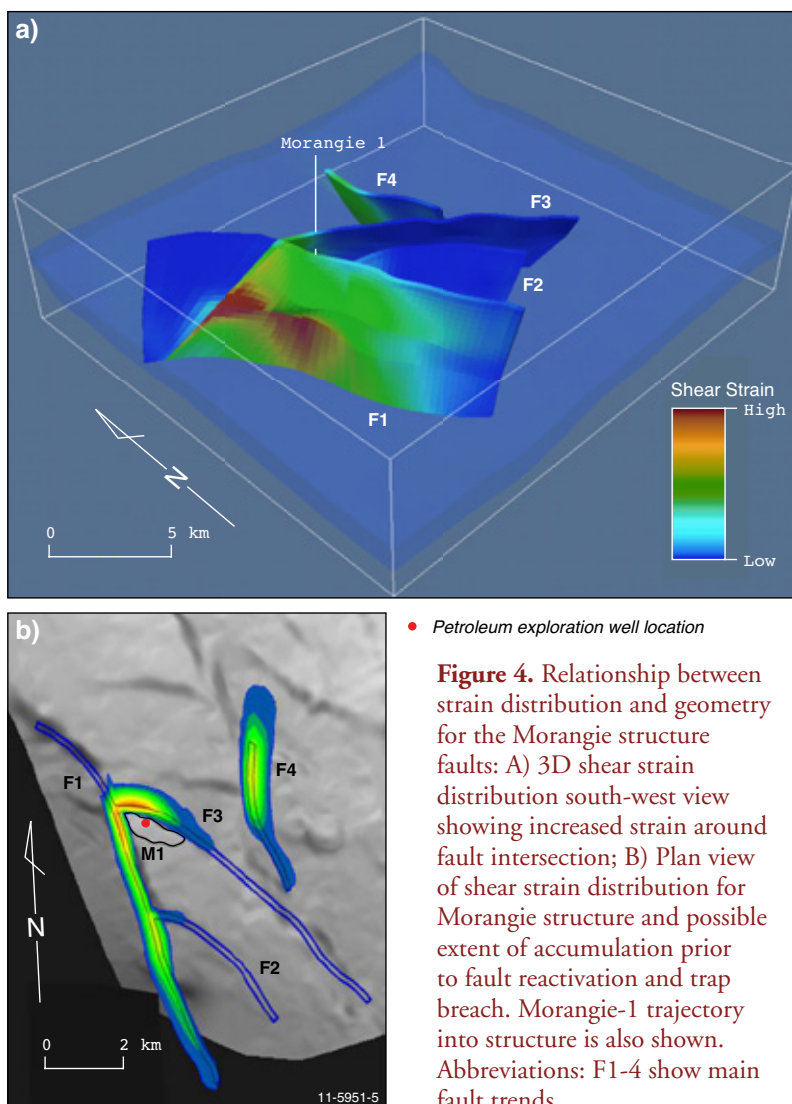 a)
Morangie 1
F4
F3
F2
F1
Shear Strain
High
Low
N
0 5 km
b)
F1
F4
F3
M1
F2
N
0 2
km
11-5951-5
Petroleum exploration well location
Figure 4. Relationship between
strain distribution and geometry
for the Morangie structure
faults: A) 3D shear strain
distribution south-west view
showing increased strain around
fault intersection; B) Plan view
of shear strain distribution for
Morangie structure and possible
extent of accumulation prior
to fault reactivation and trap
breach. Morangie-1 trajectory
into structure is also shown.
Abbreviations: F1-4 show main
fault trends